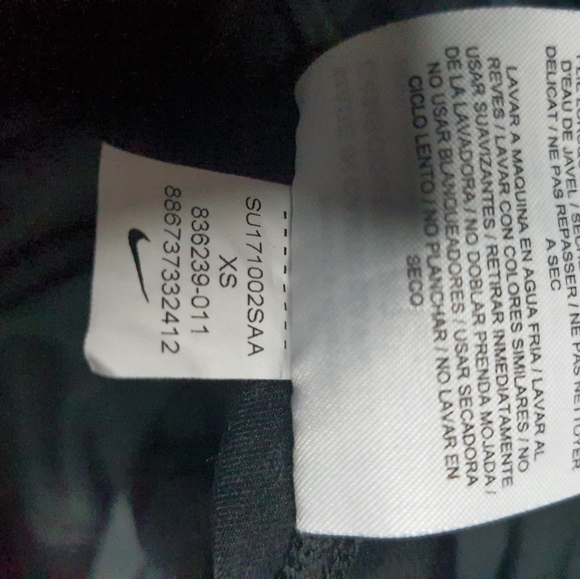 D'EAU DE JAVEL /
DELICAT / NE PAS REPASSER / NE PAS NETTOYER
A SEC
LAVAR A MAQUINA EN AGUA FRIA / LAVAR AL
REVES / LAVAR CON COLORES SIMILARES / NO
USAR SUAVIZANTES / RETIRAR INMEDIATAMENTE
DE LA LAVADORA / NO DOBLAR PRENDA MOJADA /
NO USAR BLANQUEADORES / USAR SECADORA
CICLO LENTO / NO PLANCHAR / NO LAVAR EN
SECO
SU171002SAA
XS
836239-011
886737332412